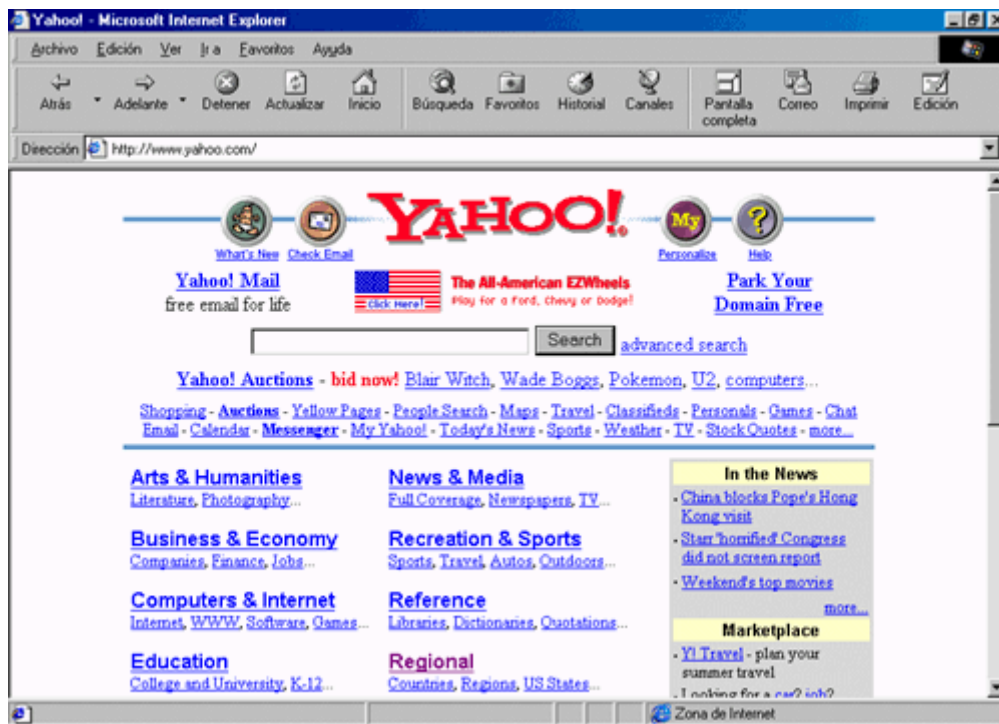 Yahoo! - Microsoft Internet Explorer
Archivo Edición Ver Ir a Favoritos Ayuda
Atrás Adelante Detener Actualizar Inicio Búsqueda Favoritos Historial Canales Pantalla completa Correo Imprimir Edición
Dirección http://www.yahoo.com/
YAHOO!
My ?
What's New Check Email Personalize Help
Yahoo! Mail
free email for life
Click Here!
The All-American EZWheels
Play for a Ford, Chevy or Dodge!
Park Your
Domain Free
Search advanced search
Yahoo! Auctions - bid now! Blair Witch, Wade Boggs, Pokemon, U2, computers...
Shopping - Auctions - Yellow Pages - People Search - Maps - Travel - Classifieds - Personals - Games - Chat
Email - Calendar - Messenger - My Yahoo! - Today's News - Sports - Weather - TV - Stock Quotes - more...
Arts & Humanities
Literature, Photography...
News & Media
Full Coverage, Newspapers, TV...
Business & Economy
Companies, Finance, Jobs...
Recreation & Sports
Sports, Travel, Autos, Outdoors...
Computers & Internet
Internet, WWW, Software, Games...
Reference
Libraries, Dictionaries, Quotations...
Education
College and University, K-12...
Regional
Countries, Regions, US States...
In the News
· China blocks Pope's Hong
Kong visit
· Starr 'horrified' Congress
did not screen report
· Weekend's top movies
more...
Marketplace
· Y! Travel - plan your
summer travel
· Looking for a car? job?
Zona de Internet